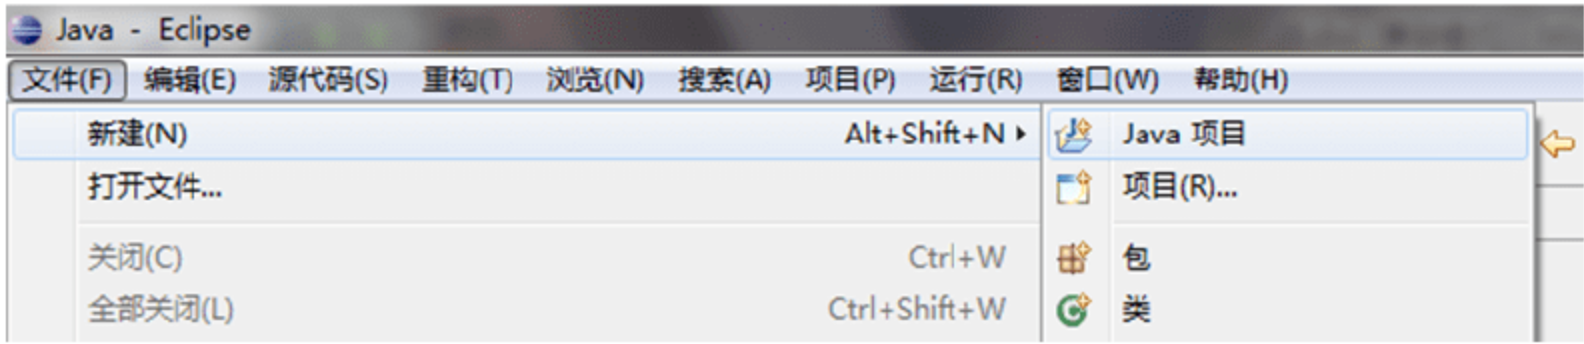 Java - Eclipse
文件(F) 编辑(E) 源代码(S) 重构(T) 浏览(N) 搜索(A) 项目(P) 运行(R) 窗口(W) 帮助(H)
新建(N) Alt+Shift+N Java 项目
打开文件... 项目(R)...
关闭(C) Ctrl+W 包
全部关闭(L) Ctrl+Shift+W 类